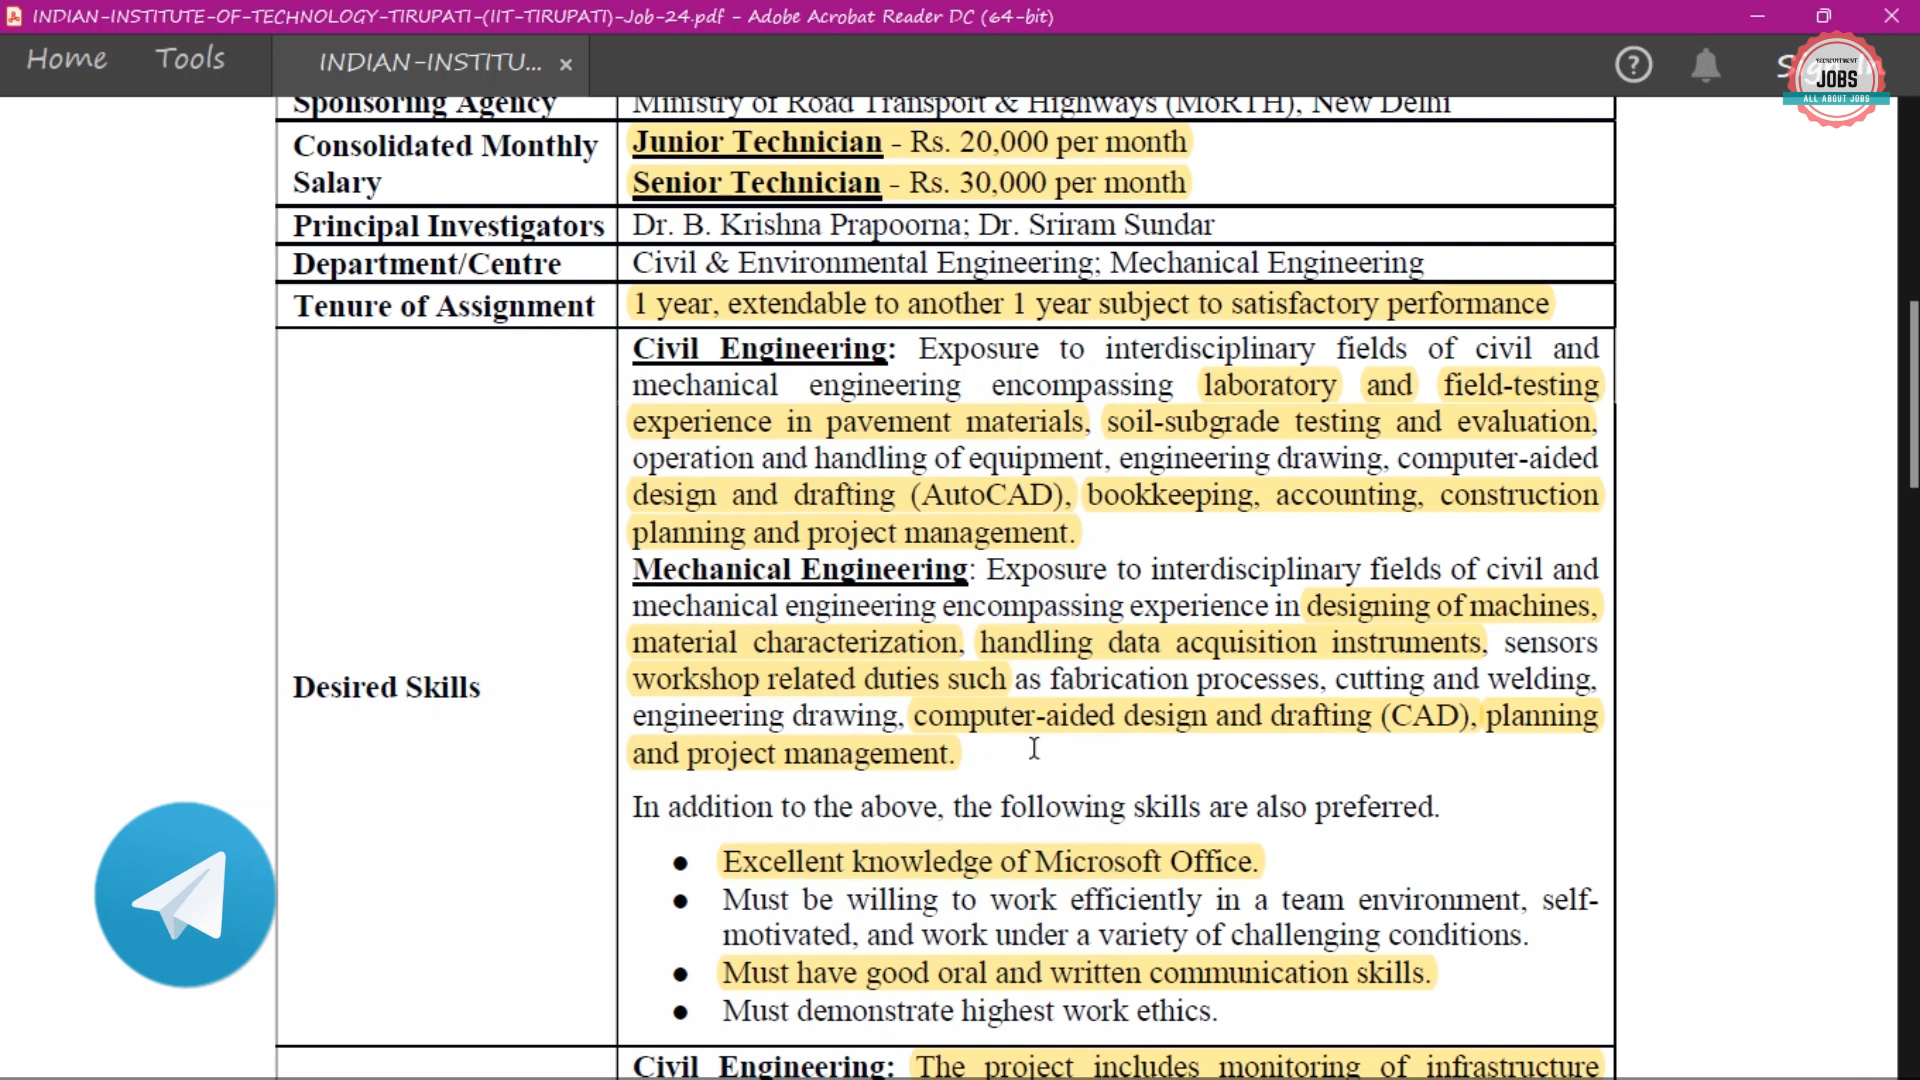 INDIAN-INSTITUTE-OF-TECHNOLOGY-TIRUPATI-(IIT-TIRUPATI)-Job-24.pdf - Adobe Acrobat Reader DC (64-bit)
Home Tools INDIAN-INSTITU... ×
RECRUITMENT
JOBS
ALL ABOUT JOBS
Sponsoring Agency Ministry of Road Transport & Highways (MoRTH), New Delhi
Consolidated Monthly Salary
Junior Technician - Rs. 20,000 per month
Senior Technician - Rs. 30,000 per month
Principal Investigators Dr. B. Krishna Prapoorna; Dr. Sriram Sundar
Department/Centre Civil & Environmental Engineering; Mechanical Engineering
Tenure of Assignment 1 year, extendable to another 1 year subject to satisfactory performance
Desired Skills
Civil Engineering: Exposure to interdisciplinary fields of civil and
mechanical engineering encompassing laboratory and field-testing
experience in pavement materials, soil-subgrade testing and evaluation,
operation and handling of equipment, engineering drawing, computer-aided
design and drafting (AutoCAD), bookkeeping, accounting, construction
planning and project management.
Mechanical Engineering: Exposure to interdisciplinary fields of civil and
mechanical engineering encompassing experience in designing of machines,
material characterization, handling data acquisition instruments, sensors
workshop related duties such as fabrication processes, cutting and welding,
engineering drawing, computer-aided design and drafting (CAD), planning
and project management.
In addition to the above, the following skills are also preferred.
● Excellent knowledge of Microsoft Office.
● Must be willing to work efficiently in a team environment, self-
motivated, and work under a variety of challenging conditions.
● Must have good oral and written communication skills.
● Must demonstrate highest work ethics.
Civil Engineering: The project includes monitoring of infrastructure